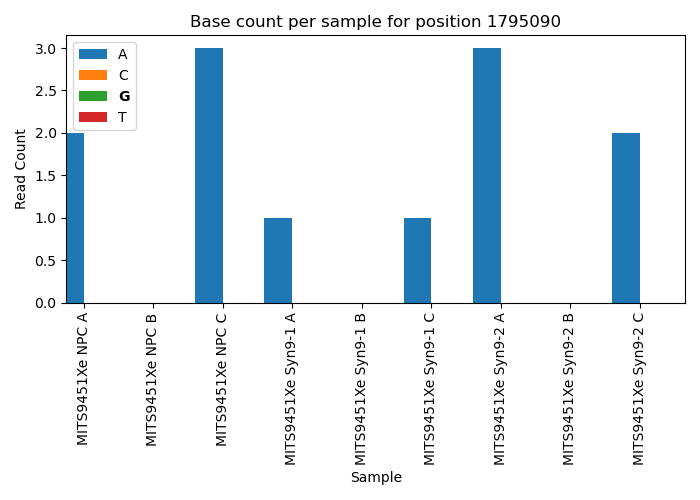 Base count per sample for position 1795090
A
C
G
T
Read Count
3.0
2.5
2.0
1.5
1.0
0.5
0.0
MITS9451Xe NPC A
MITS9451Xe NPC B
MITS9451Xe NPC C
MITS9451Xe Syn9-1 A
MITS9451Xe Syn9-1 B
MITS9451Xe Syn9-1 C
MITS9451Xe Syn9-2 A
MITS9451Xe Syn9-2 B
MITS9451Xe Syn9-2 C
Sample